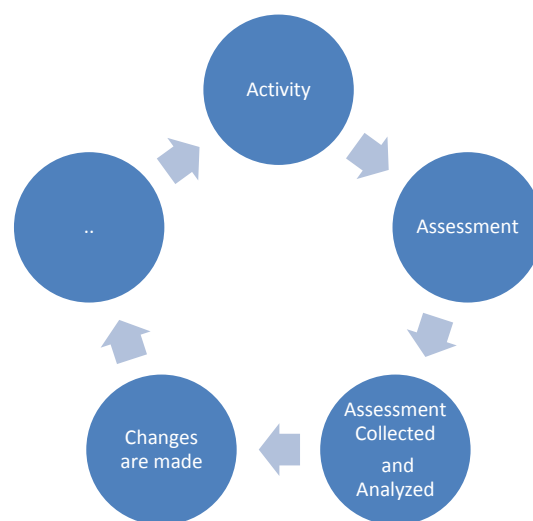 Activity
Assessment
Assessment
Collected
and
Analyzed
Changes
are made
..